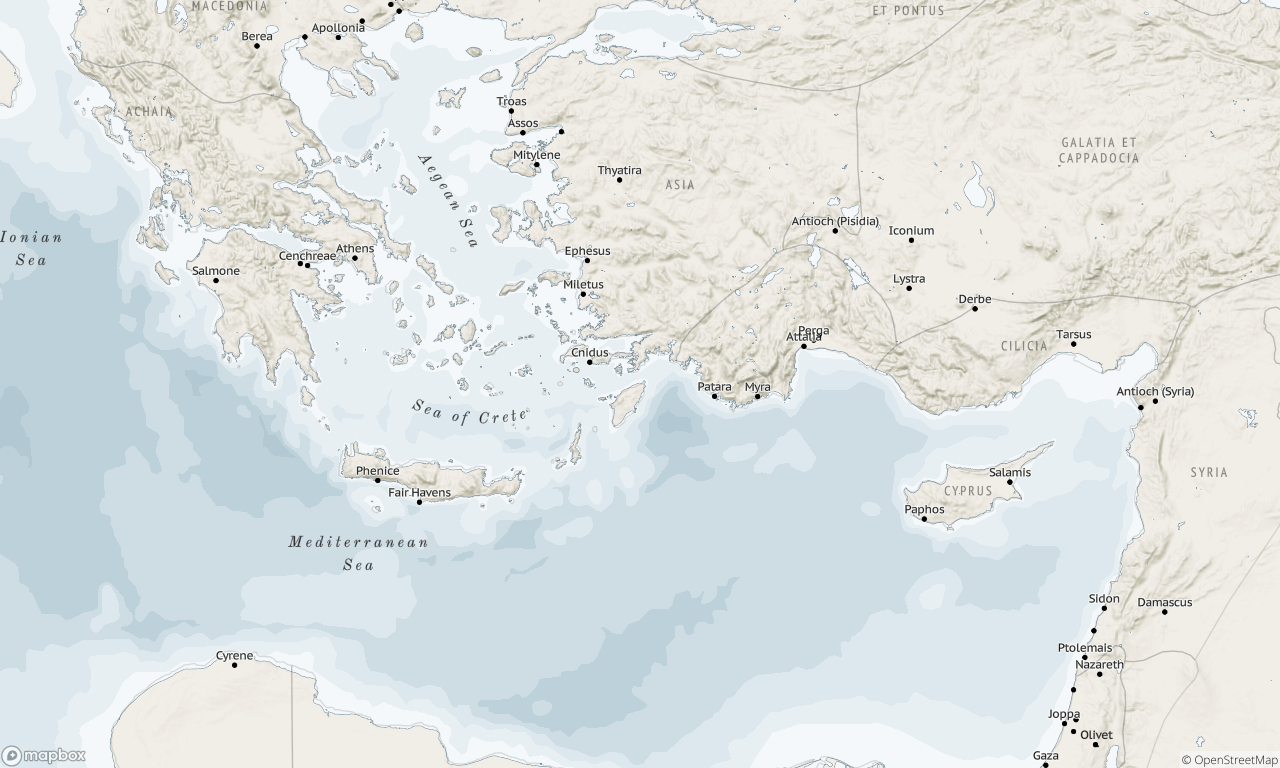 MACEDONIA
ET PONTUS
Apollonia
Berea
Troas
ACHAIA
Assos
GALATIA ET
CAPPADOCIA
Mitylene
Thyatira
ASIA
Aegean Sea
Antioch (Pisidia)
Iconium
Ionian
Sea
Athens
Cenchreae
Ephesus
Salmone
Lystra
Miletus
Derbe
Perga
Attalia
Tarsus
CILICIA
Cnidus
Patara
Myra
Antioch (Syria)
Sea of Crete
Phenice
Salamis
SYRIA
Fair Havens
CYPRUS
Paphos
Mediterranean
Sea
Sidon
Damascus
Ptolemais
Cyrene
Nazareth
Joppa
Olivet
Gaza
mapbox
© OpenStreetMap